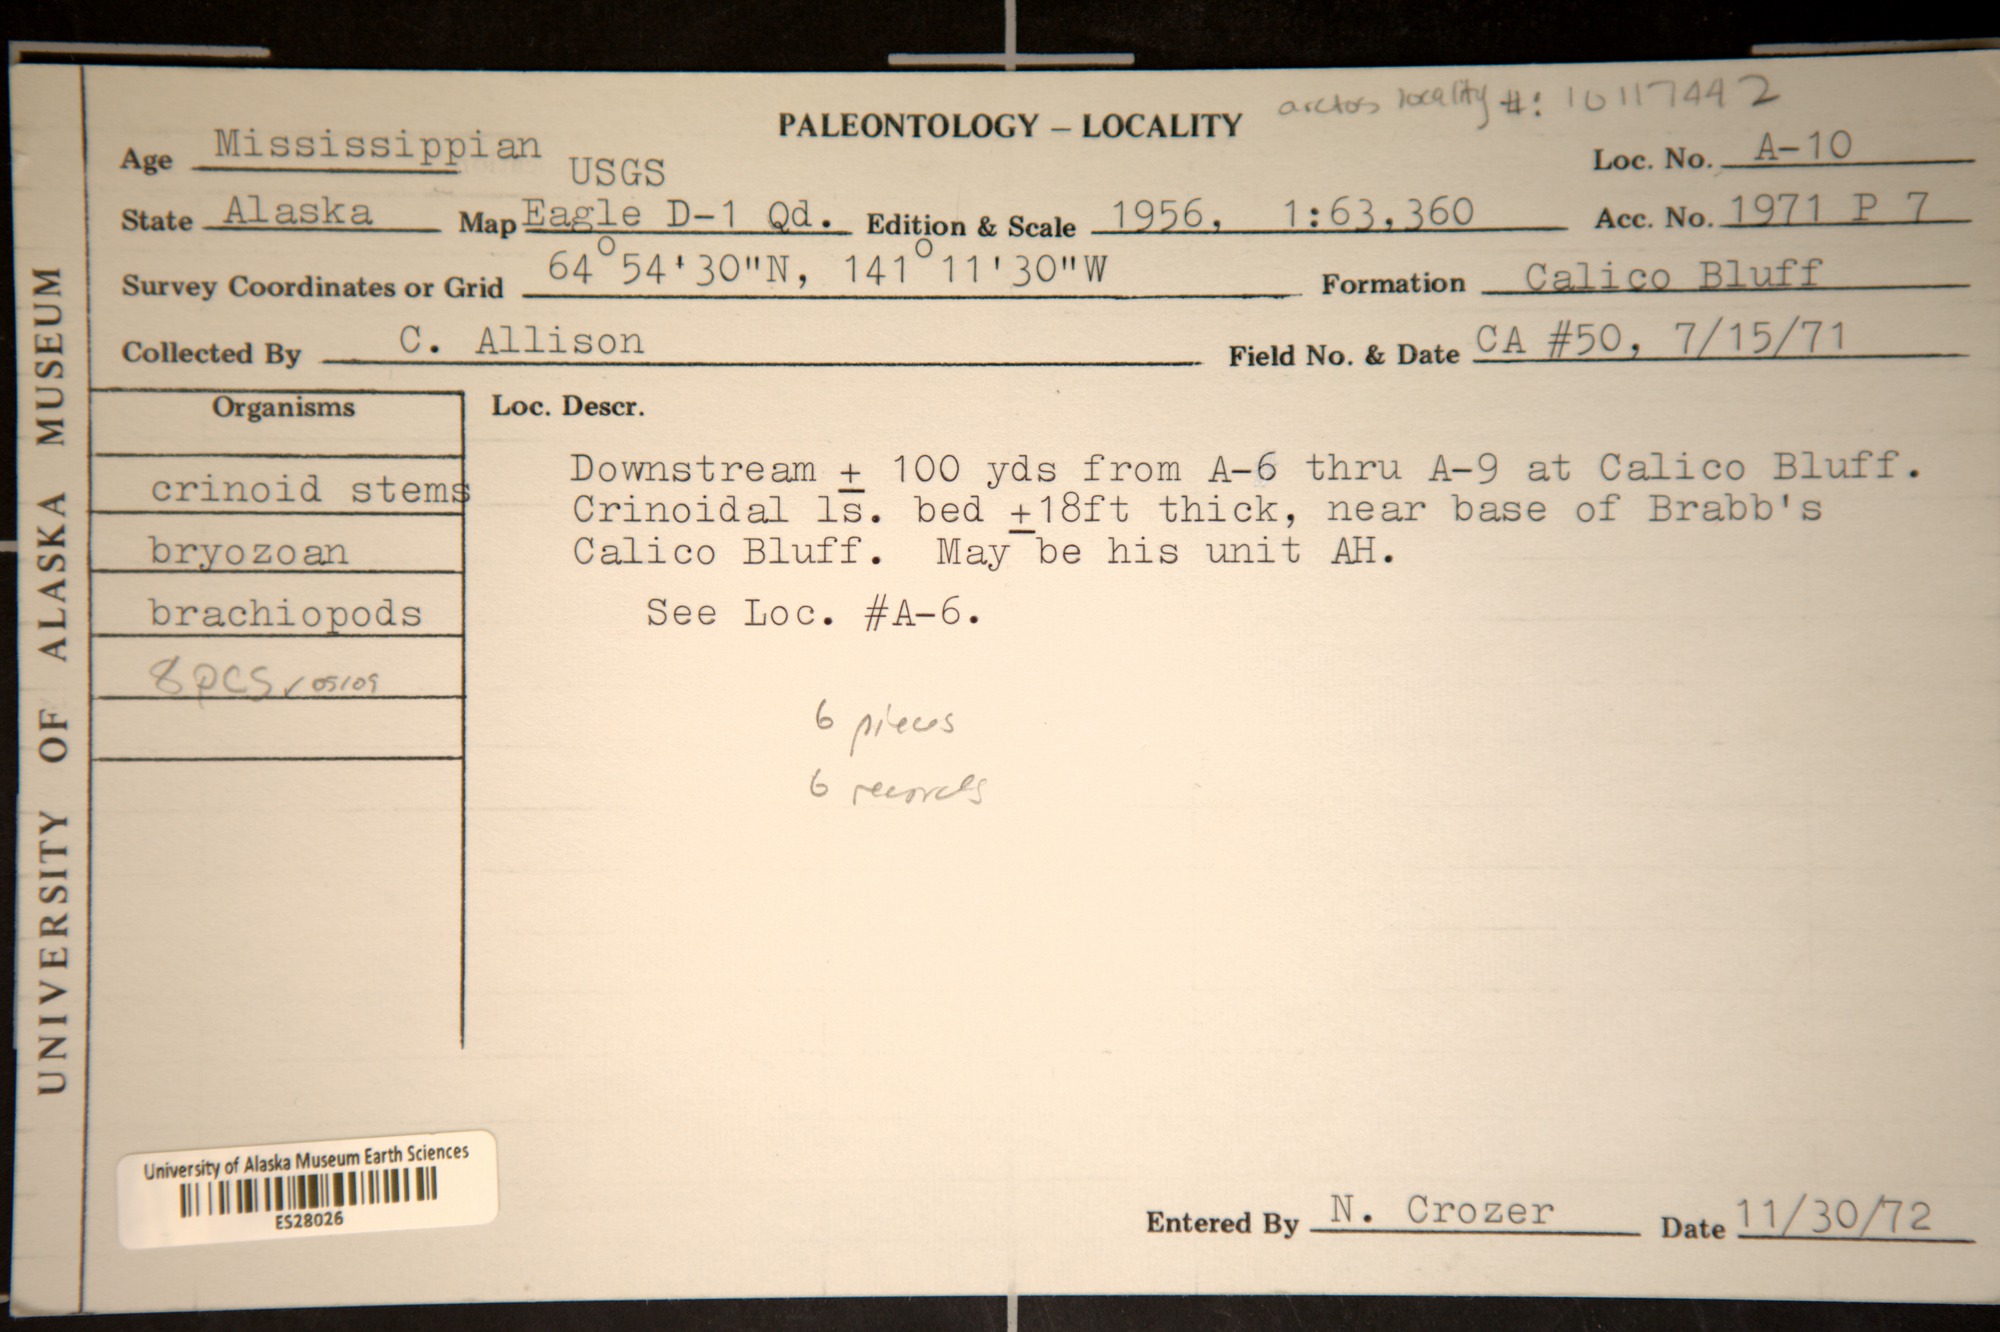 arctos locality #: 10117442
PALEONTOLOGY – LOCALITY
Age Mississippian
Loc. No. A-10
USGS
State Alaska Map Eagle D-1 Qd. Edition & Scale 1956, 1:63,360 Acc. No. 1971 P 7
Survey Coordinates or Grid 64°54'30"N, 141°11'30"W Formation Calico Bluff
Collected By C. Allison Field No. & Date CA #50, 7/15/71
Organisms
crinoid stems
bryozoan
brachiopods
8 pcs ✓ 05/09
Loc. Descr.
Downstream ± 100 yds from A-6 thru A-9 at Calico Bluff.
Crinoidal ls. bed ±18ft thick, near base of Brabb's
Calico Bluff. May be his unit AH.
See Loc. #A-6.
6 pieces
6 records
UNIVERSITY OF ALASKA MUSEUM
University of Alaska Museum Earth Sciences
ES28026
Entered By N. Crozer Date 11/30/72